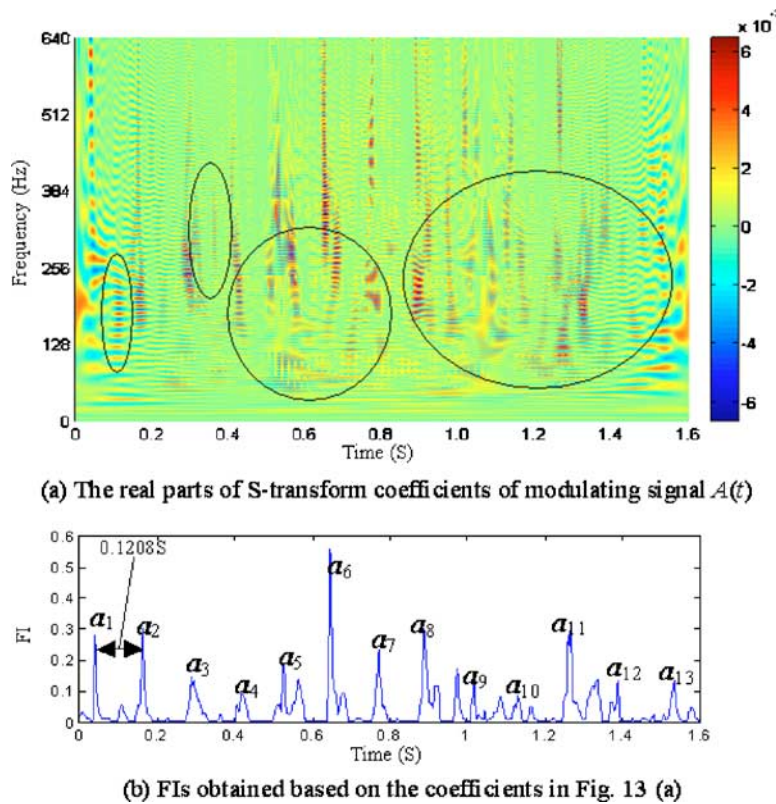 x 10⁻
640
512
384
256
128
0
Frequency (Hz)
0 0.2 0.4 0.6 0.8 1.0 1.2 1.4 1.6
Time (S)
6
4
2
0
-2
-4
-6
(a) The real parts of S-transform coefficients of modulating signal A(t)
0.6
0.5
0.4
0.3
0.2
0.1
0
FI
0.1208S
a1
a2
a3
a4
a5
a6
a7
a8
a9
a10
a11
a12
a13
0 0.2 0.4 0.6 0.8 1 1.2 1.4 1.6
Time (S)
(b) FIs obtained based on the coefficients in Fig. 13 (a)